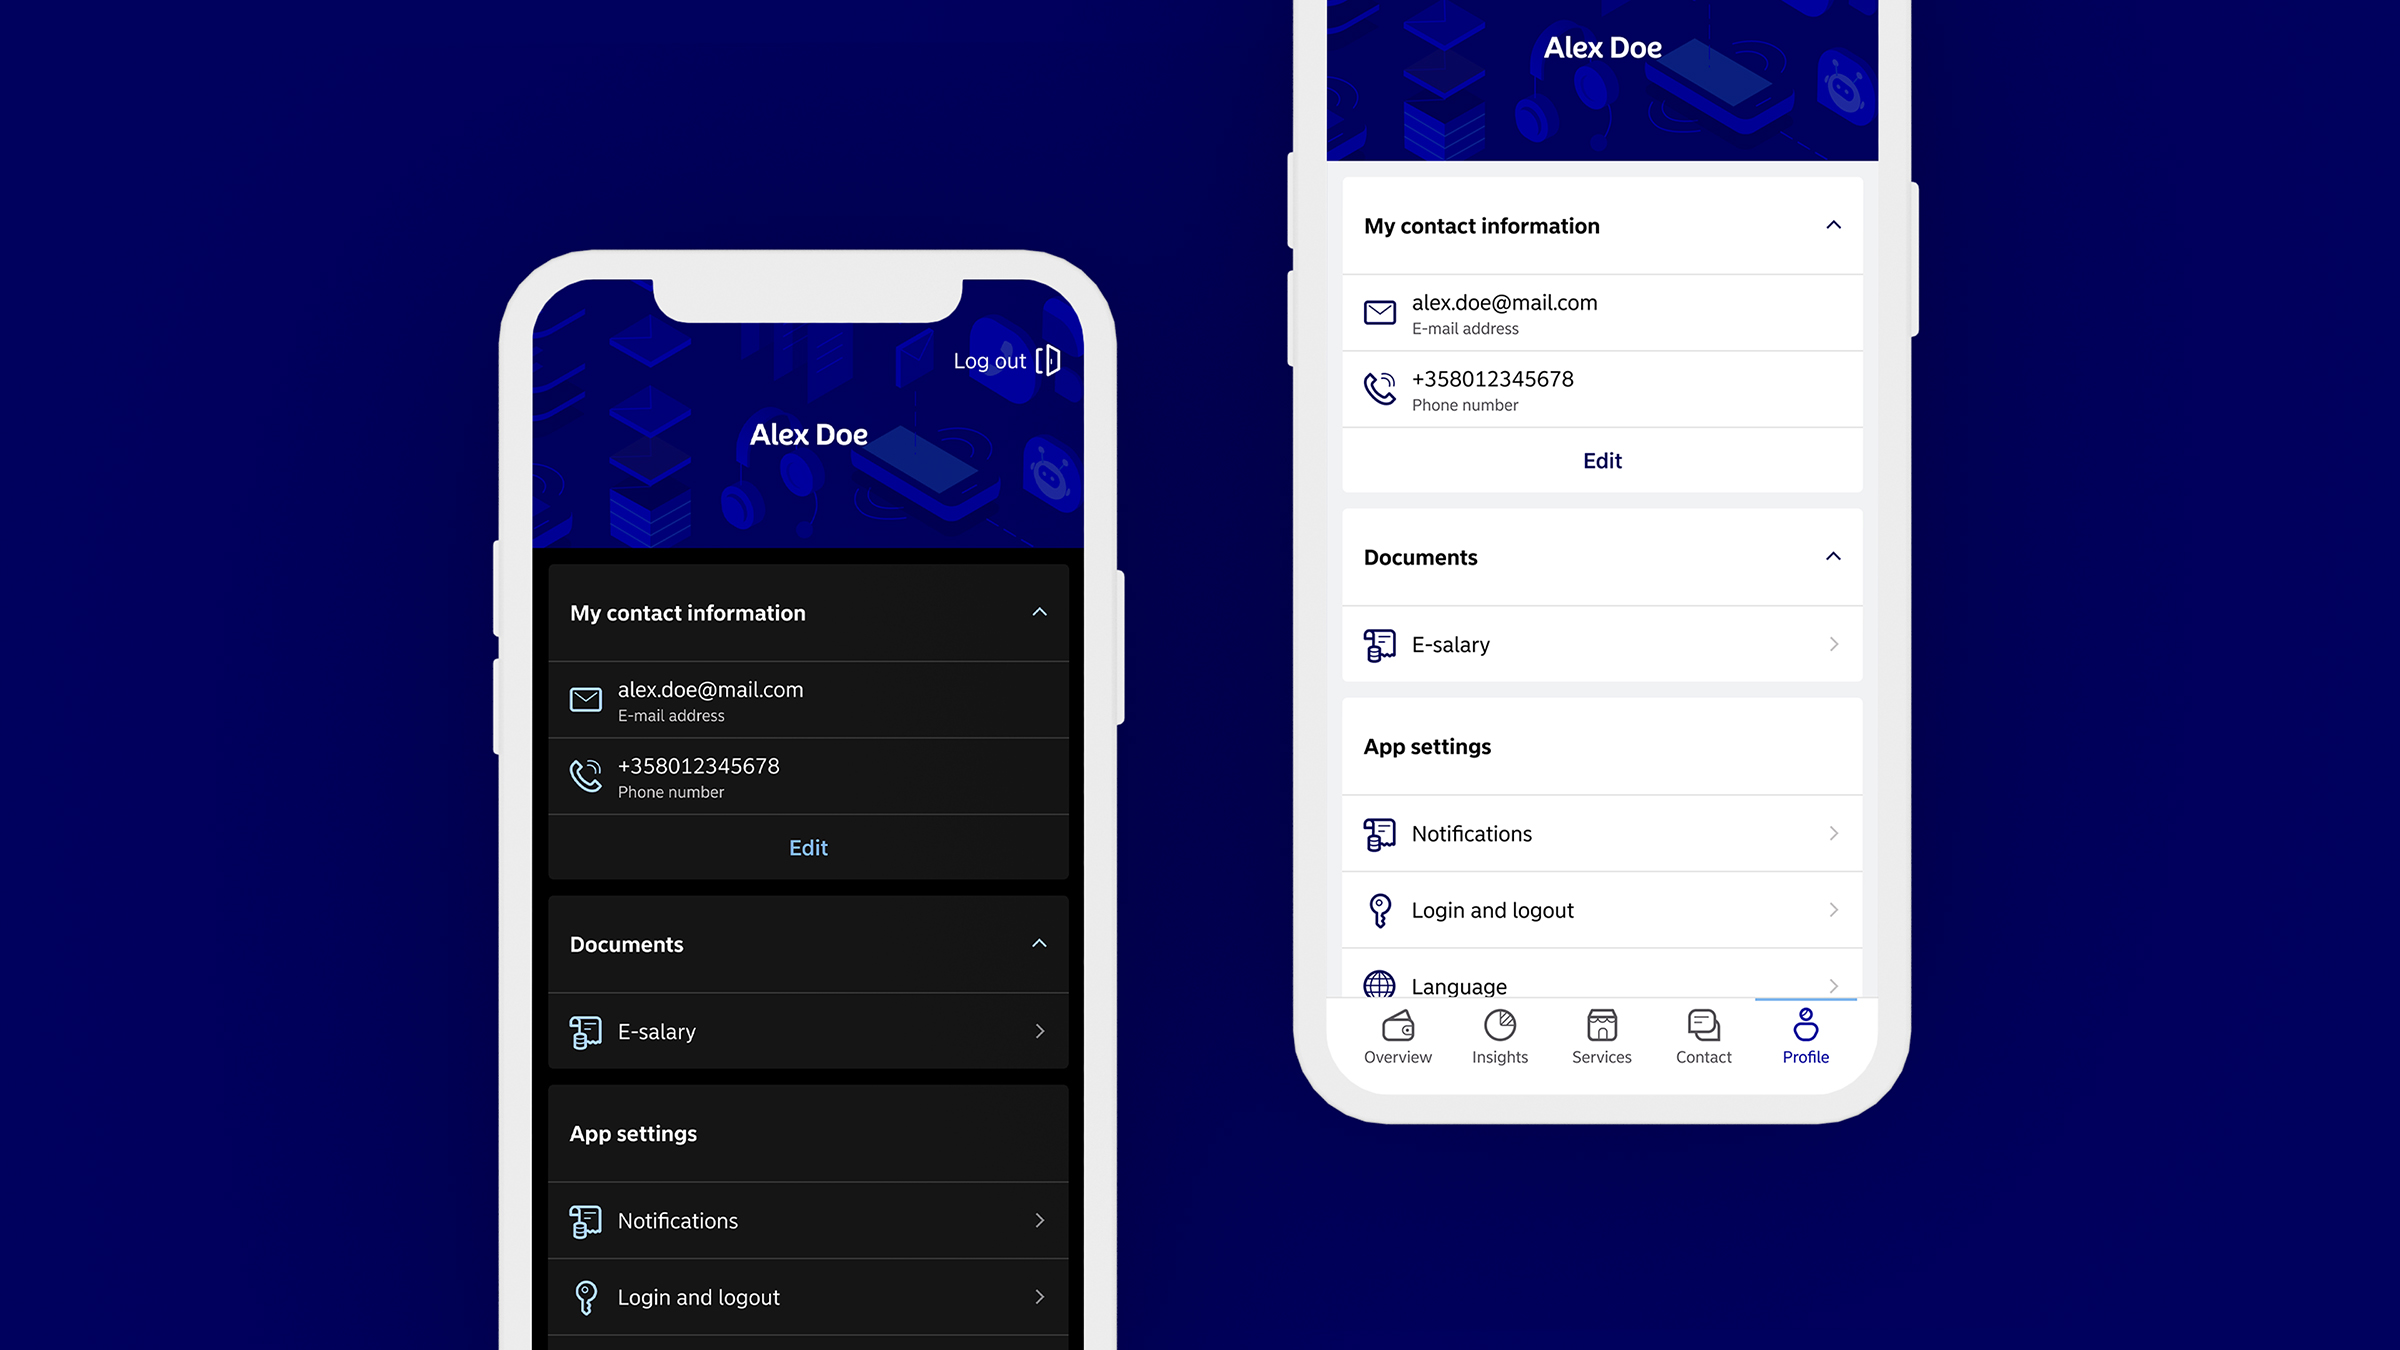 Log out
Alex Doe
My contact information
alex.doe@mail.com
E-mail address
+358012345678
Phone number
Edit
Documents
E-salary
App settings
Notifications
Login and logout
Alex Doe
My contact information
alex.doe@mail.com
E-mail address
+358012345678
Phone number
Edit
Documents
E-salary
App settings
Notifications
Login and logout
Language
Overview
Insights
Services
Contact
Profile